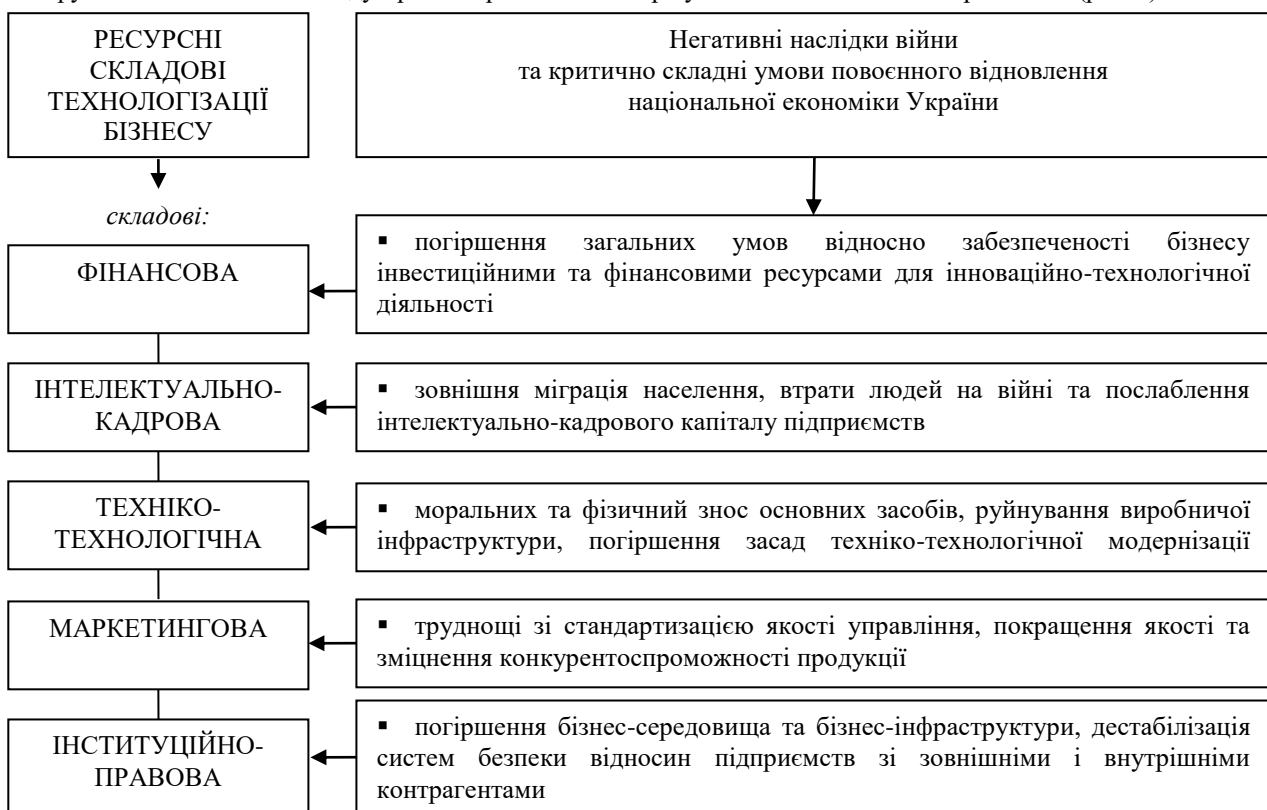 РЕСУРСНІ
СКЛАДОВІ
ТЕХНОЛОГІЗАЦІЇ
БІЗНЕСУ
Негативні наслідки війни
та критично складні умови повоєнного відновлення
національної економіки України
складові:
ФІНАНСОВА
▪ погіршення загальних умов відносно забезпеченості бізнесу
інвестиційними та фінансовими ресурсами для інноваційно-технологічної
діяльності
ІНТЕЛЕКТУАЛЬНО-
КАДРОВА
▪ зовнішня міграція населення, втрати людей на війні та послаблення
інтелектуально-кадрового капіталу підприємств
ТЕХНІКО-
ТЕХНОЛОГІЧНА
▪ моральних та фізичний знос основних засобів, руйнування виробничої
інфраструктури, погіршення засад техніко-технологічної модернізації
МАРКЕТИНГОВА
▪ труднощі зі стандартизацією якості управління, покращення якості та
зміцнення конкурентоспроможності продукції
ІНСТИТУЦІЙНО-
ПРАВОВА
▪ погіршення бізнес-середовища та бізнес-інфраструктури, дестабілізація
систем безпеки відносин підприємств зі зовнішніми і внутрішніми
контрагентами